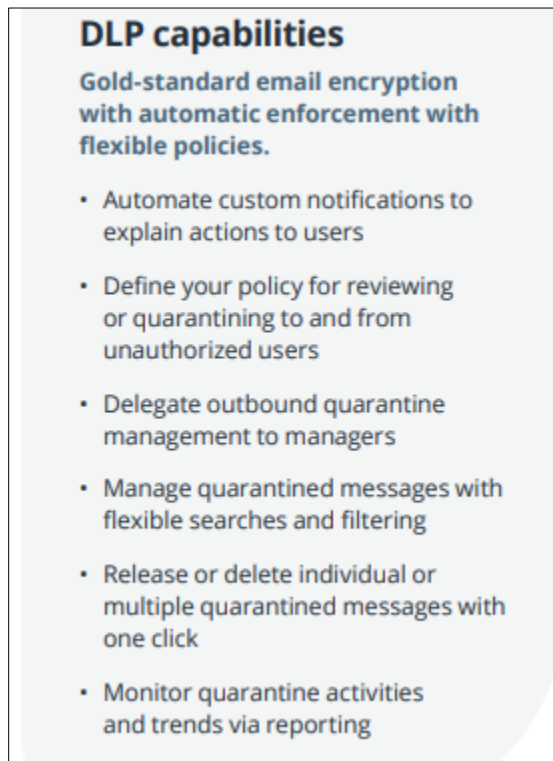 DLP capabilities
Gold-standard email encryption
with automatic enforcement with
flexible policies.
• Automate custom notifications to
explain actions to users
• Define your policy for reviewing
or quarantining to and from
unauthorized users
• Delegate outbound quarantine
management to managers
• Manage quarantined messages with
flexible searches and filtering
• Release or delete individual or
multiple quarantined messages with
one click
• Monitor quarantine activities
and trends via reporting